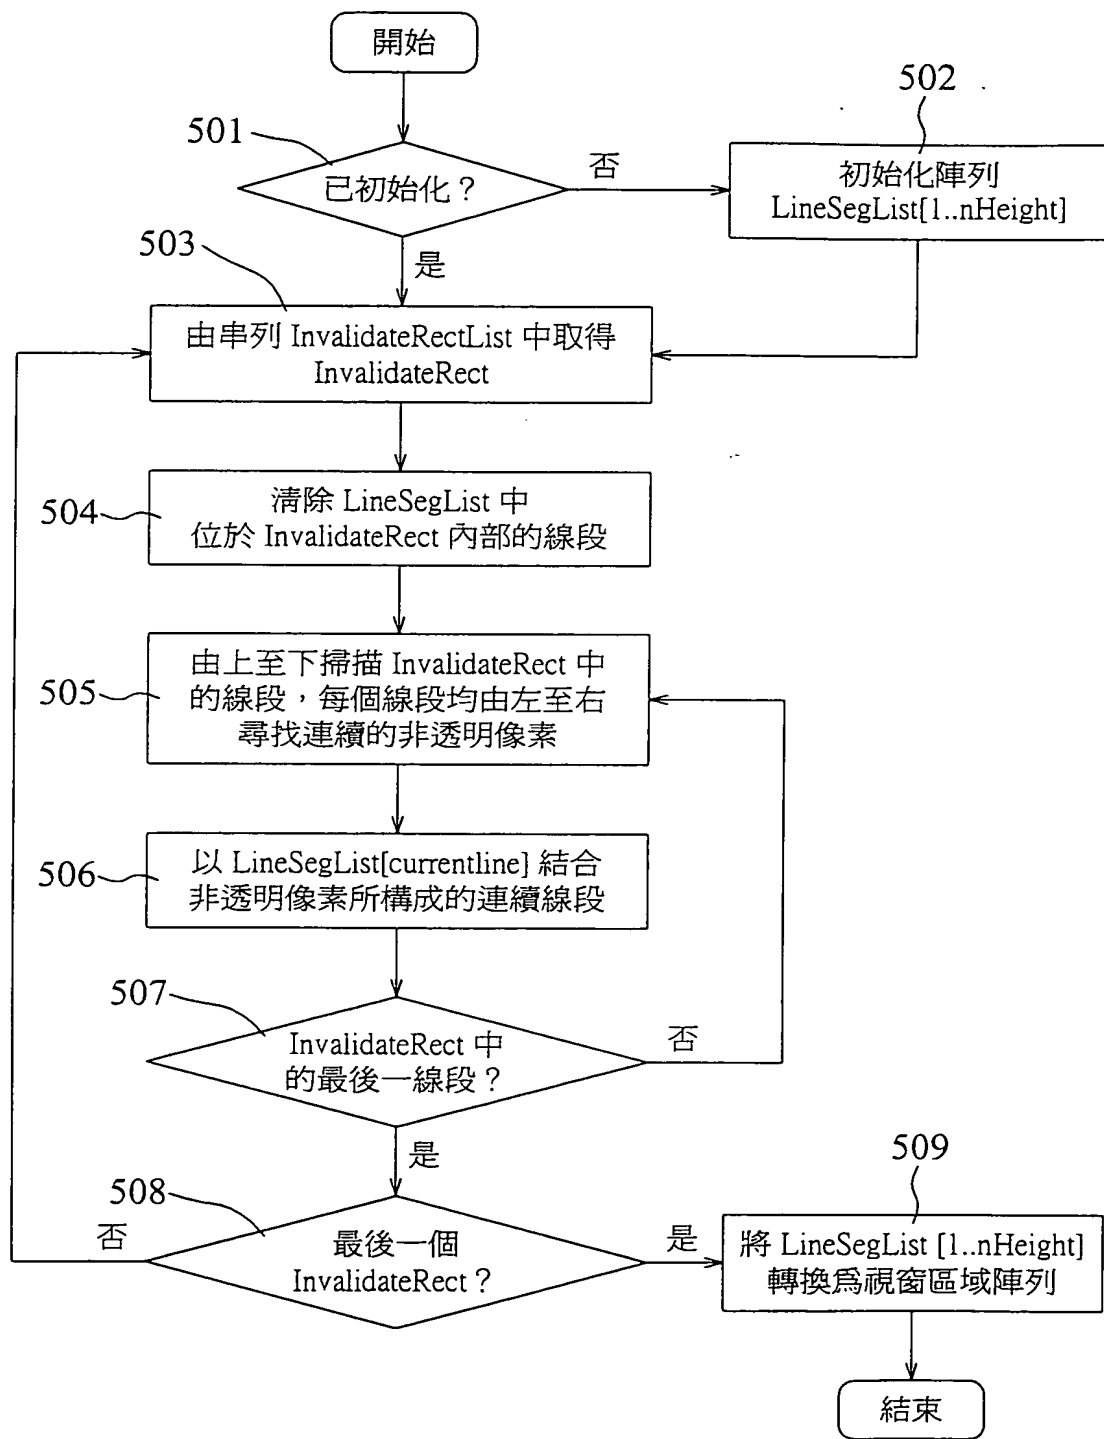 開始
501
已初始化？
否
502
初始化陣列
LineSegList[1..nHeight]
是
503
由串列 InvalidateRectList 中取得
InvalidateRect
504
清除 LineSegList 中
位於 InvalidateRect 內部的線段
505
由上至下掃描 InvalidateRect 中
的線段，每個線段均由左至右
尋找連續的非透明像素
506
以 LineSegList[currentline] 結合
非透明像素所構成的連續線段
507
InvalidateRect 中
的最後一線段？
否
是
508
否
最後一個
InvalidateRect？
是
509
將 LineSegList [1..nHeight]
轉換爲視窗區域陣列
結束